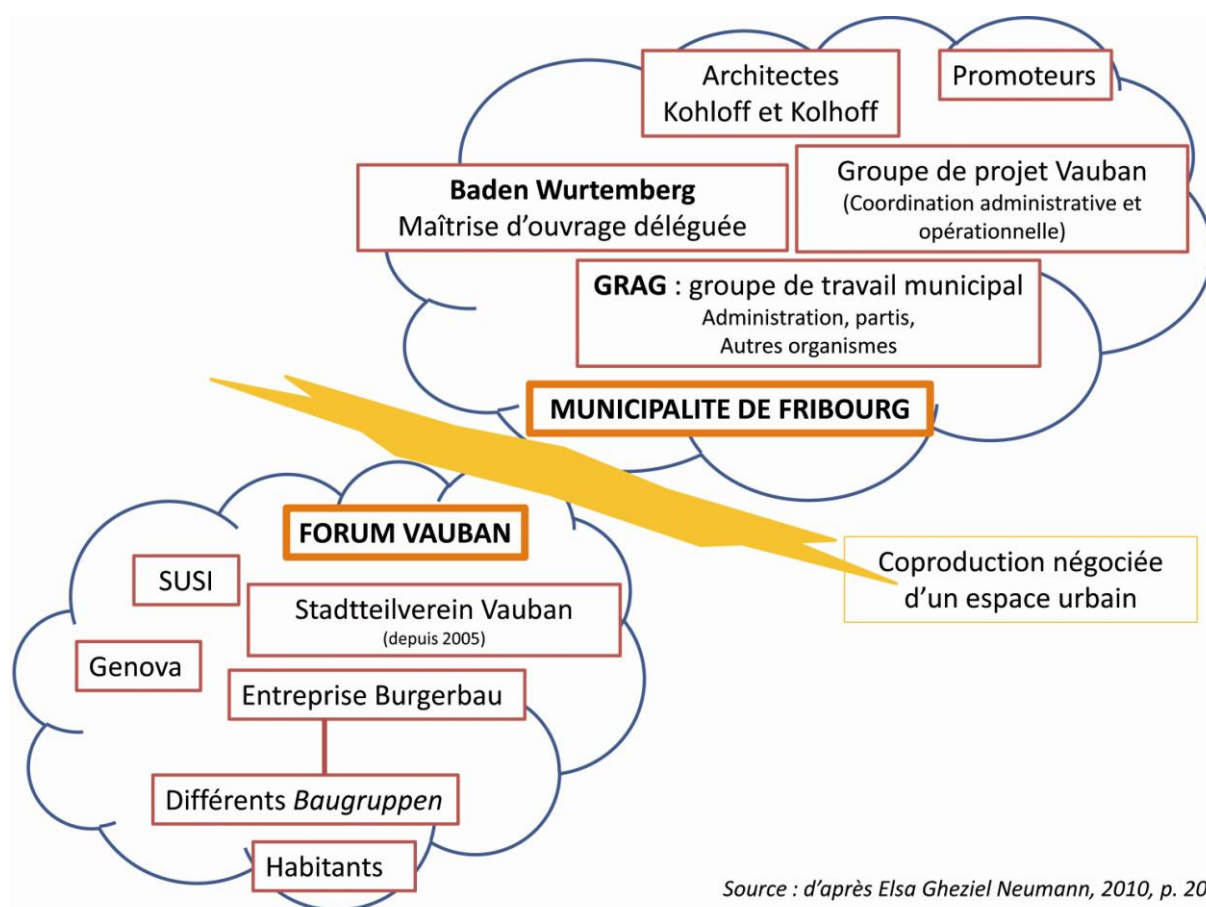 Architectes
Kohloff et Kolhoff
Promoteurs
Baden Wurtemberg
Maîtrise d'ouvrage déléguée
Groupe de projet Vauban
(Coordination administrative et
opérationnelle)
GRAG : groupe de travail municipal
Administration, partis,
Autres organismes
MUNICIPALITE DE FRIBOURG
FORUM VAUBAN
SUSI
Stadtteilverein Vauban
(depuis 2005)
Genova
Entreprise Burgerbau
Différents Baugruppen
Habitants
Coproduction négociée
d'un espace urbain
Source : d'après Elsa Gheziel Neumann, 2010, p. 20